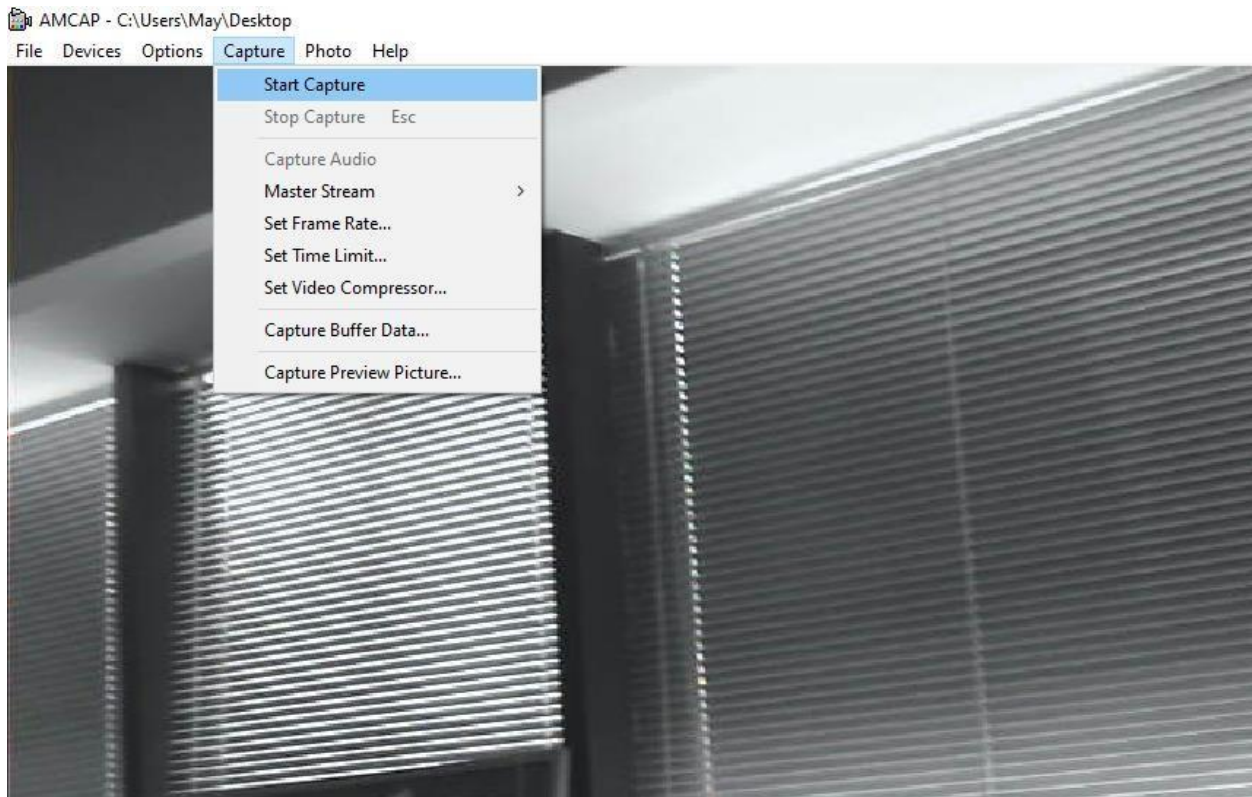 AMCAP - C:\Users\May\Desktop
File Devices Options Capture Photo Help
Start Capture
Stop Capture Esc
Capture Audio
Master Stream >
Set Frame Rate...
Set Time Limit...
Set Video Compressor...
Capture Buffer Data...
Capture Preview Picture...